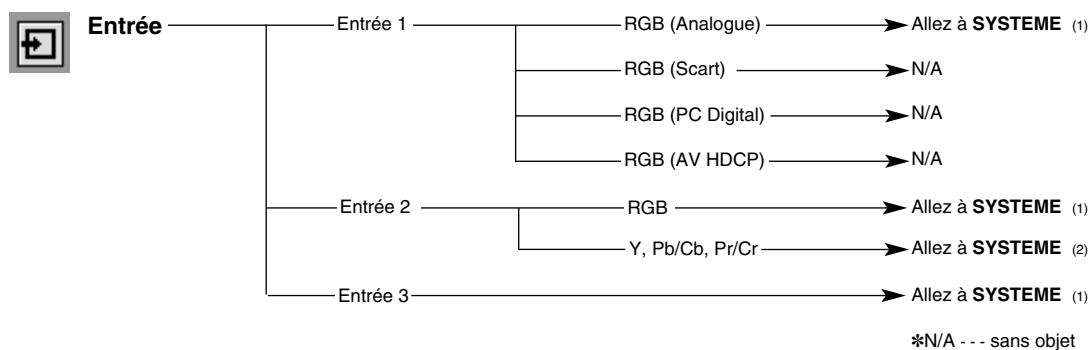 Entrée Entrée 1 RGB (Analogue) Allez à SYSTEME (1)
RGB (Scart) N/A
RGB (PC Digital) N/A
RGB (AV HDCP) N/A
Entrée 2 RGB Allez à SYSTEME (1)
Y, Pb/Cb, Pr/Cr Allez à SYSTEME (2)
Entrée 3 Allez à SYSTEME (1)
✽N/A - - - sans objet